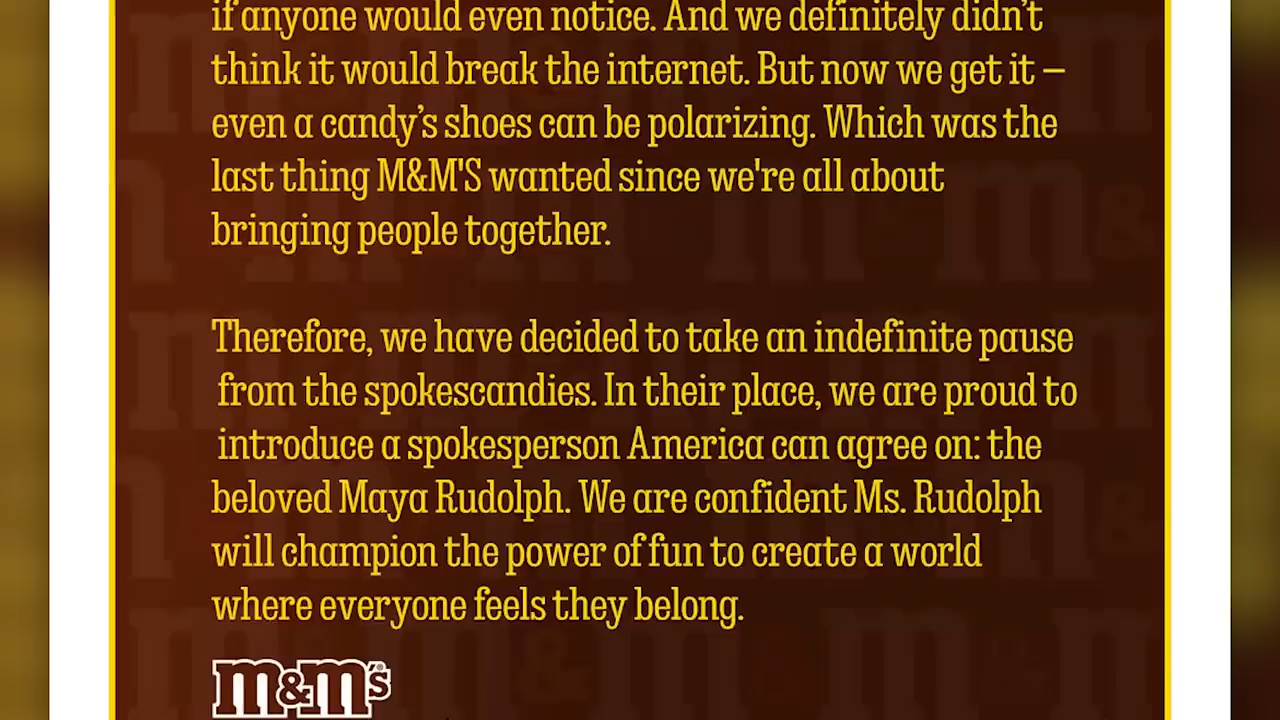 if anyone would even notice. And we definitely didn’t
think it would break the internet. But now we get it –
even a candy’s shoes can be polarizing. Which was the
last thing M&M'S wanted since we're all about
bringing people together.
Therefore, we have decided to take an indefinite pause
from the spokescandies. In their place, we are proud to
introduce a spokesperson America can agree on: the
beloved Maya Rudolph. We are confident Ms. Rudolph
will champion the power of fun to create a world
where everyone feels they belong.
m&m's